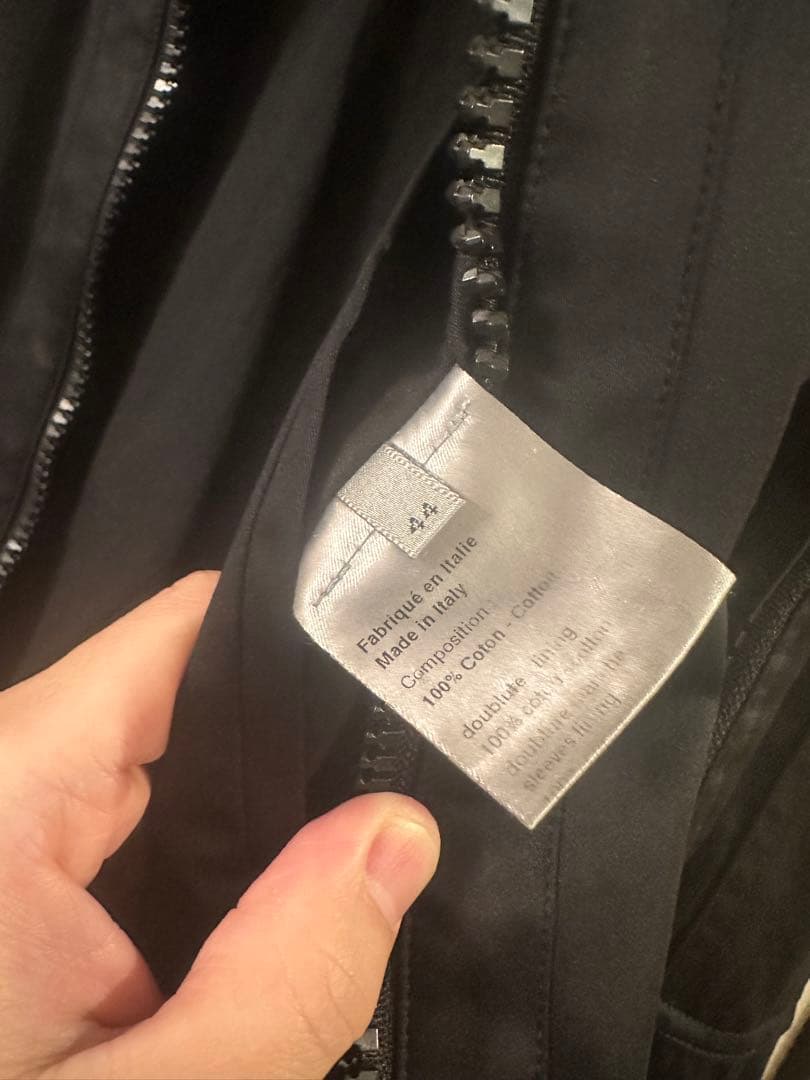 44
Fabriqué en Italie
Made in Italy
Composition
100% Coton - Cotton
doublure lining
100% coton cotton
doublure manche
sleeve's lining